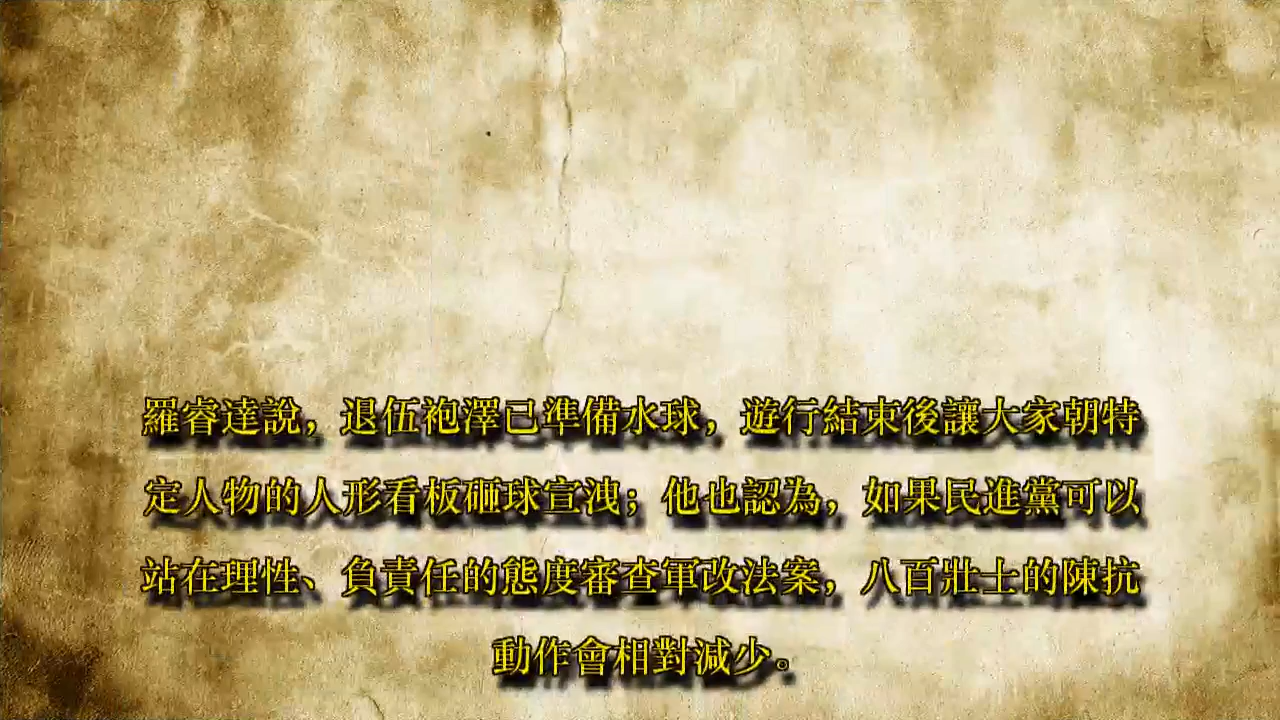 羅睿達說，退伍袍澤已準備水球，遊行結束後讓大家朝特
定人物的人形看板砸球宣洩；他也認為，如果民進黨可以
站在理性、負責任的態度審查軍改法案，八百壯士的陳抗
動作會相對減少。